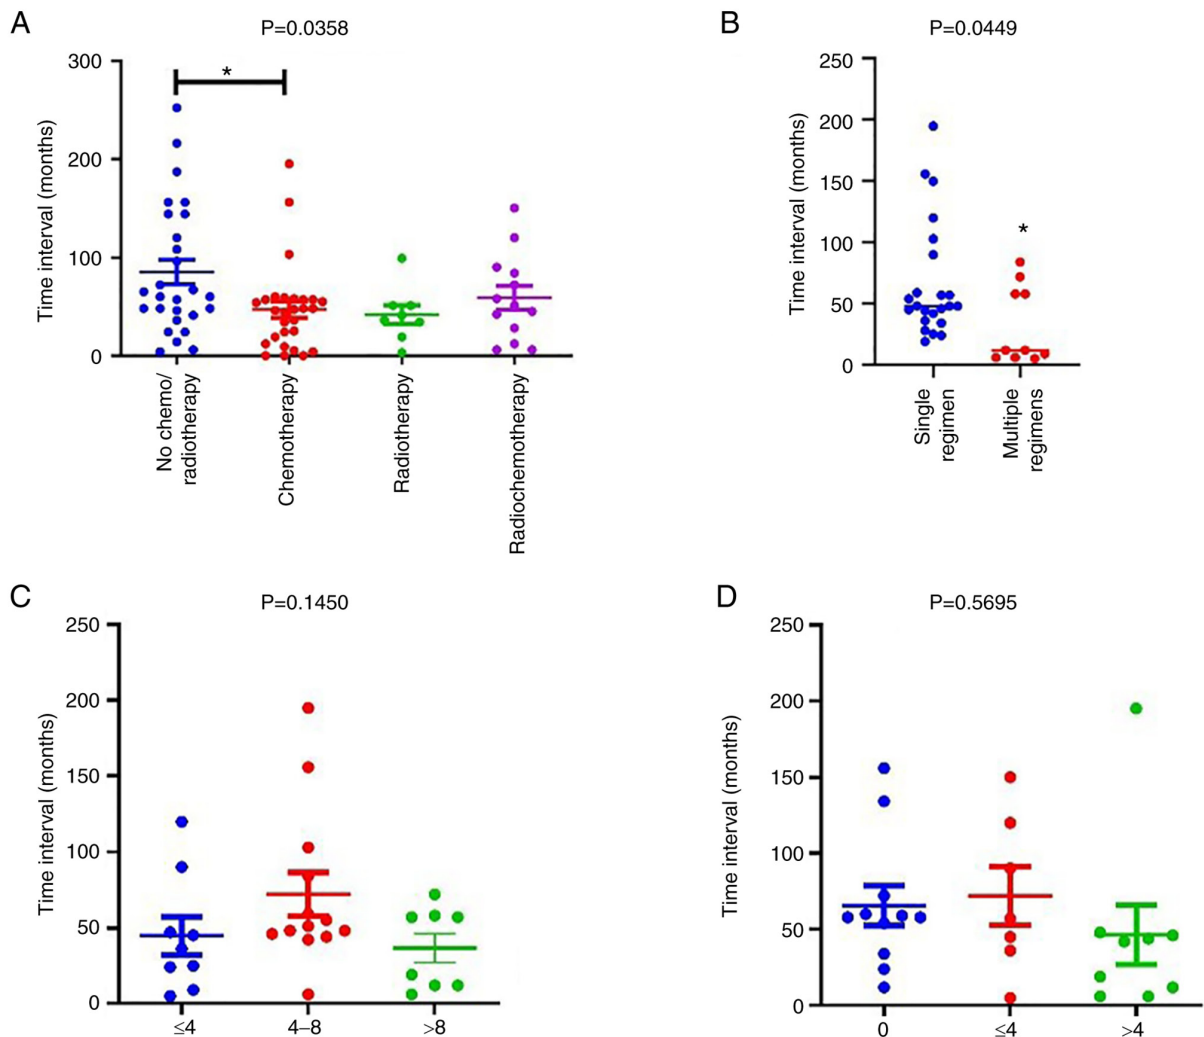 A
P=0.0358
*
300
200
100
0
Time interval (months)
No chemo/
radiotherapy
Chemotherapy
Radiotherapy
Radiochemotherapy
B
P=0.0449
*
250
200
150
100
50
0
Time interval (months)
Single
regimen
Multiple
regimens
C
P=0.1450
250
200
150
100
50
0
Time interval (months)
≤4
4–8
>8
D
P=0.5695
250
200
150
100
50
0
Time interval (months)
0
≤4
>4